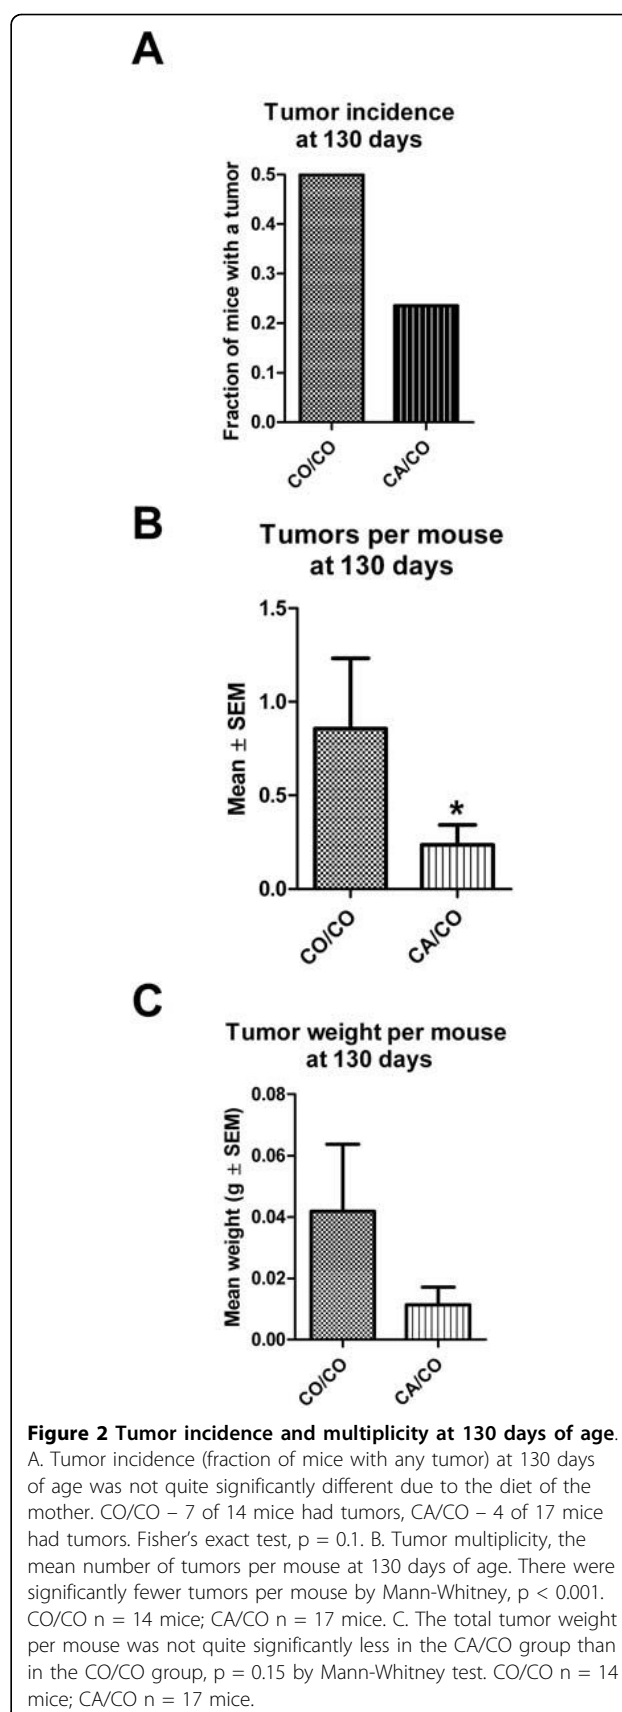 A
Tumor incidence
at 130 days
Fraction of mice with a tumor
0.5
0.4
0.3
0.2
0.1
0.0
CO/CO
CA/CO
B
Tumors per mouse
at 130 days
Mean ± SEM
1.5
1.0
0.5
0.0
*
CO/CO
CA/CO
C
Tumor weight per mouse
at 130 days
Mean weight (g ± SEM)
0.08
0.06
0.04
0.02
0.00
CO/CO
CA/CO
Figure 2 Tumor incidence and multiplicity at 130 days of age.
A. Tumor incidence (fraction of mice with any tumor) at 130 days
of age was not quite significantly different due to the diet of the
mother. CO/CO – 7 of 14 mice had tumors, CA/CO – 4 of 17 mice
had tumors. Fisher's exact test, p = 0.1. B. Tumor multiplicity, the
mean number of tumors per mouse at 130 days of age. There were
significantly fewer tumors per mouse by Mann-Whitney, p < 0.001.
CO/CO n = 14 mice; CA/CO n = 17 mice. C. The total tumor weight
per mouse was not quite significantly less in the CA/CO group than
in the CO/CO group, p = 0.15 by Mann-Whitney test. CO/CO n = 14
mice; CA/CO n = 17 mice.